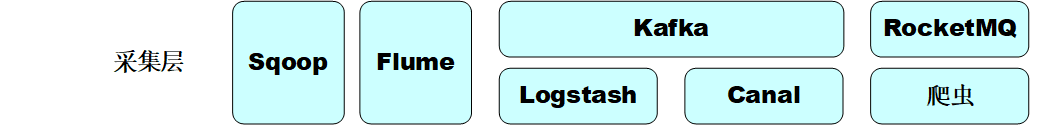 采集层
Sqoop
Flume
Kafka
RocketMQ
Logstash
Canal
爬虫